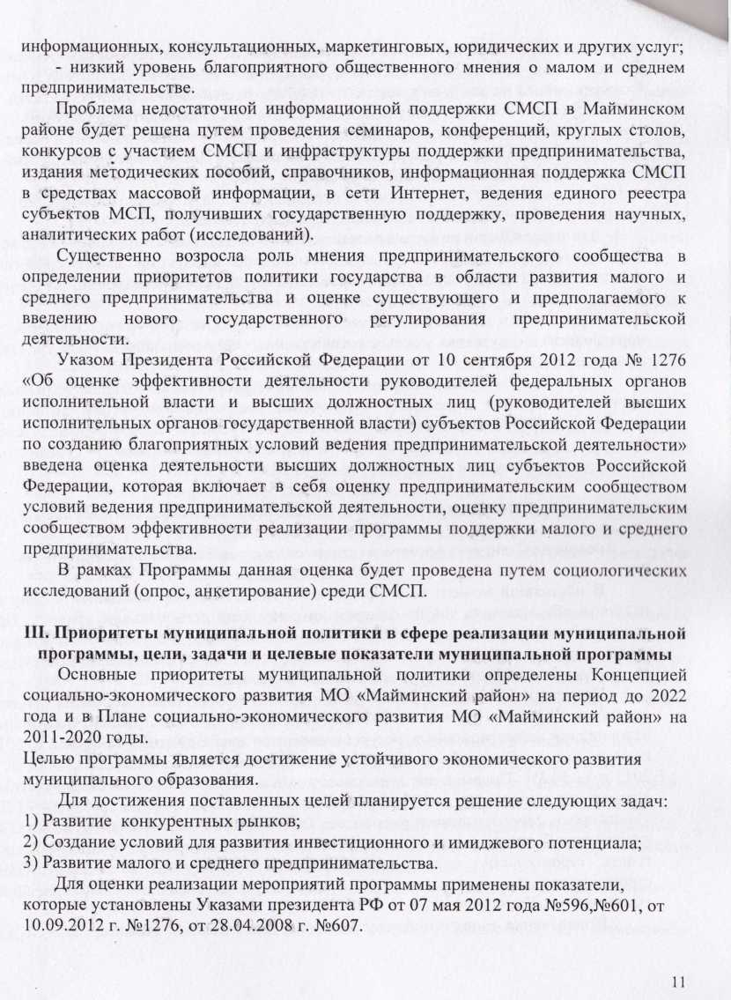 информационных, консультационных, маркетинговых, юридических и других услуг;
- низкий уровень благоприятного общественного мнения о малом и среднем
предпринимательстве.
Проблема недостаточной информационной поддержки СМСП в Майминском
районе будет решена путем проведения семинаров, конференций, круглых столов,
конкурсов с участием СМСП и инфраструктуры поддержки предпринимательства,
издания методических пособий, справочников, информационная поддержка СМСП
в средствах массовой информации, в сети Интернет, ведения единого реестра
субъектов МСП, получивших государственную поддержку, проведения научных,
аналитических работ (исследований).
Существенно возросла роль мнения предпринимательского сообщества в
определении приоритетов политики государства в области развития малого и
среднего предпринимательства и оценке существующего и предполагаемого к
введению нового государственного регулирования предпринимательской
деятельности.
Указом Президента Российской Федерации от 10 сентября 2012 года № 1276
«Об оценке эффективности деятельности руководителей федеральных органов
исполнительной власти и высших должностных лиц (руководителей высших
исполнительных органов государственной власти) субъектов Российской Федерации
по созданию благоприятных условий ведения предпринимательской деятельности»
введена оценка деятельности высших должностных лиц субъектов Российской
Федерации, которая включает в себя оценку предпринимательским сообществом
условий ведения предпринимательской деятельности, оценку предпринимательским
сообществом эффективности реализации программы поддержки малого и среднего
предпринимательства.
В рамках Программы данная оценка будет проведена путем социологических
исследований (опрос, анкетирование) среди СМСП.
III. Приоритеты муниципальной политики в сфере реализации муниципальной
программы, цели, задачи и целевые показатели муниципальной программы
Основные приоритеты муниципальной политики определены Концепцией
социально-экономического развития МО «Майминский район» на период до 2022
года и в Плане социально-экономического развития МО «Майминский район» на
2011-2020 годы.
Целью программы является достижение устойчивого экономического развития
муниципального образования.
Для достижения поставленных целей планируется решение следующих задач:
1) Развитие конкурентных рынков;
2) Создание условий для развития инвестиционного и имиджевого потенциала;
3) Развитие малого и среднего предпринимательства.
Для оценки реализации мероприятий программы применены показатели,
которые установлены Указами президента РФ от 07 мая 2012 года №596,№601, от
10.09.2012 г. №1276, от 28.04.2008 г. №607.
11